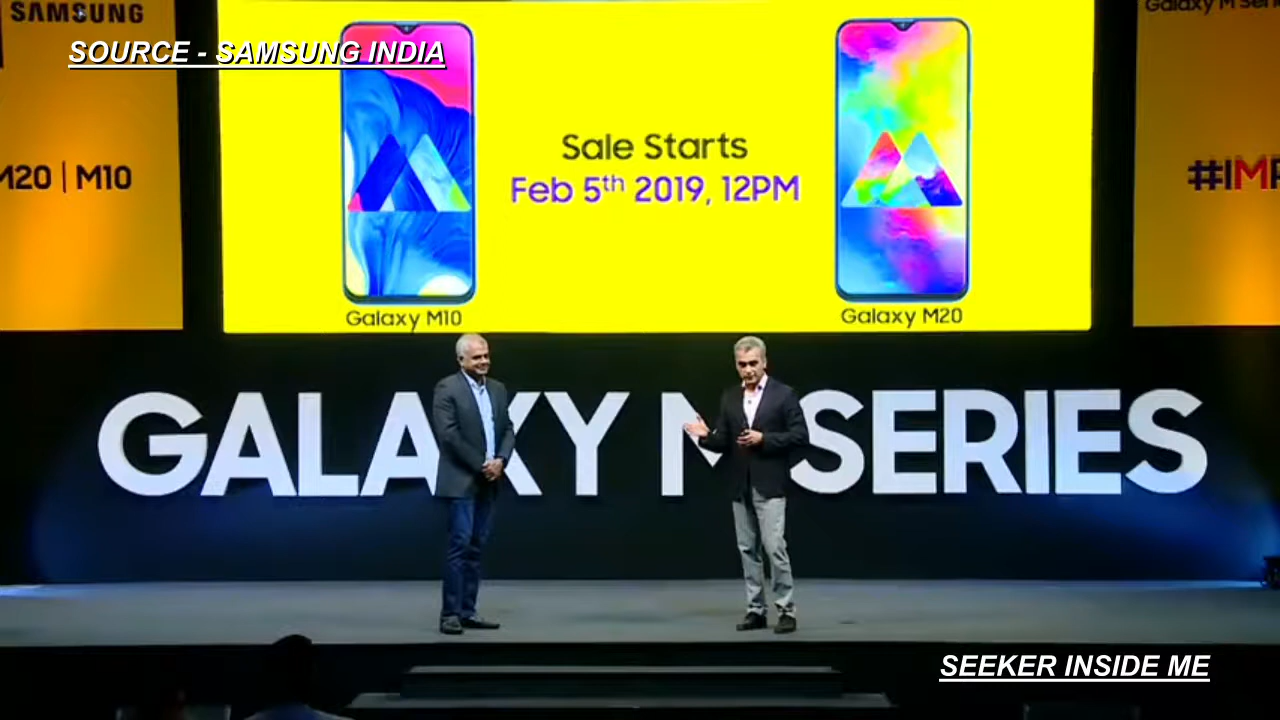 SAMSUNG
SOURCE - SAMSUNG INDIA
Galaxy M Seri
Sale Starts
Feb 5th 2019, 12PM
M20 | M10
#IMP
Galaxy M10
Galaxy M20
GALAXY M SERIES
SEEKER INSIDE ME